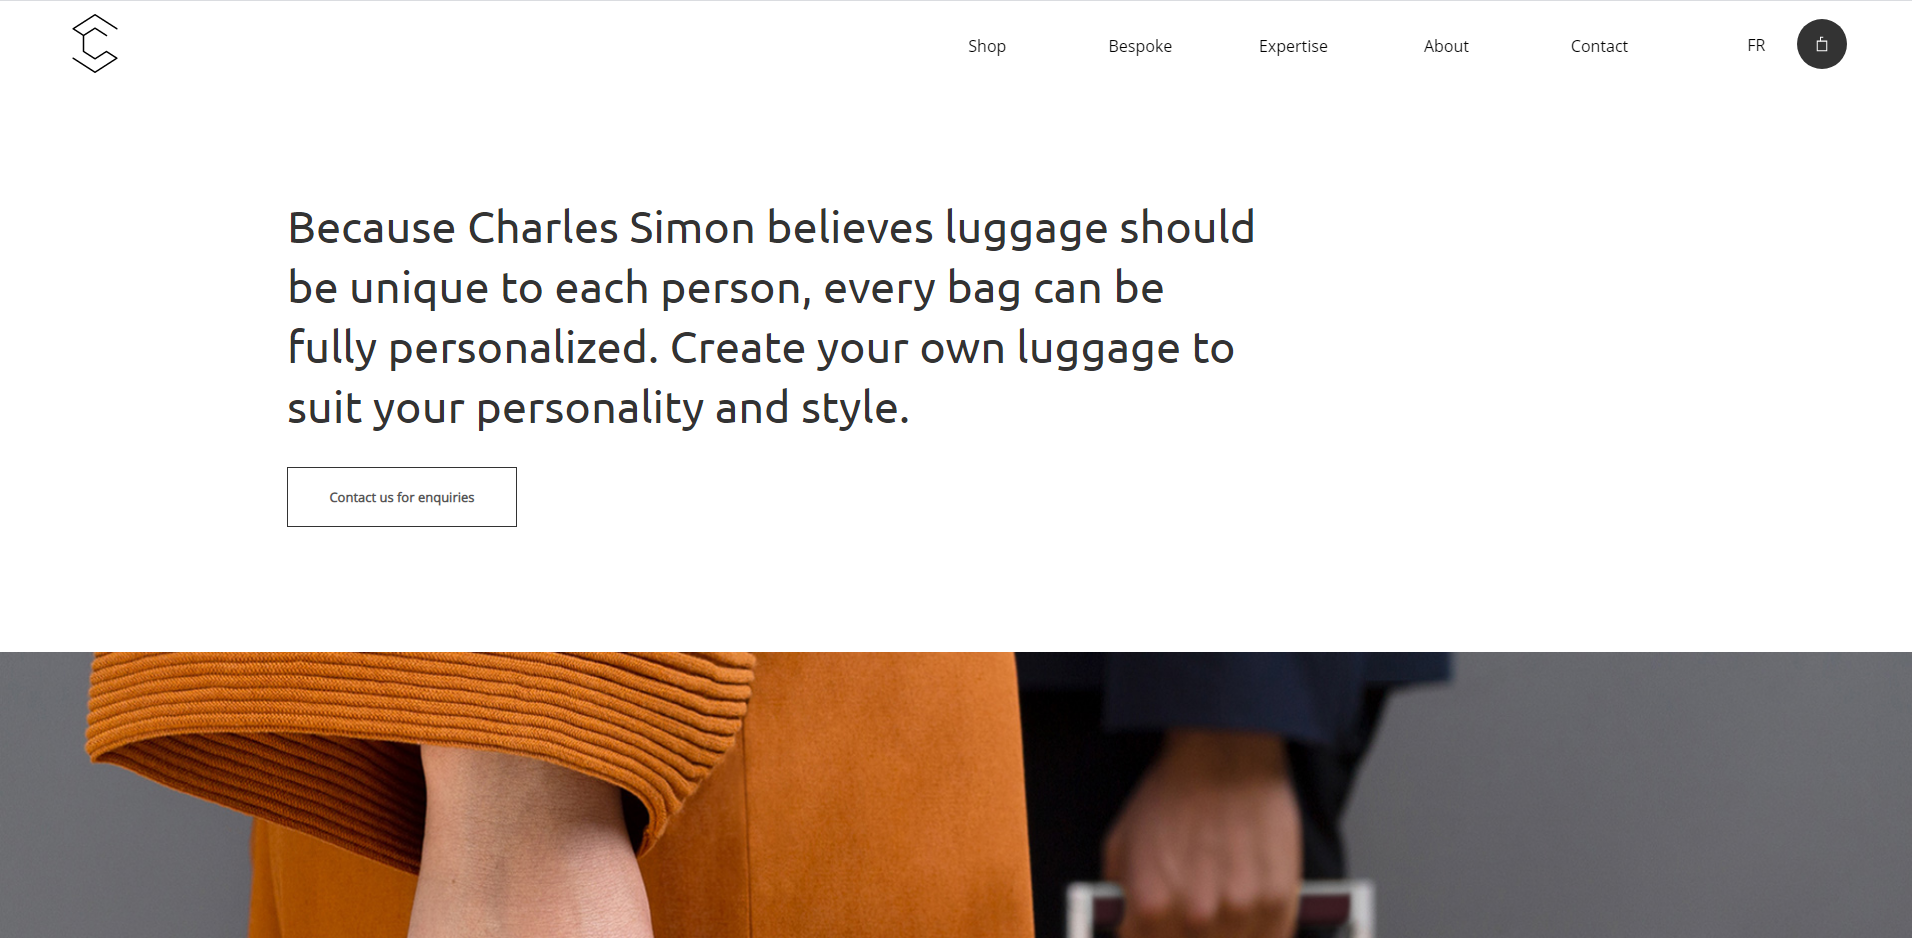 Shop
Bespoke
Expertise
About
Contact
FR
Because Charles Simon believes luggage should
be unique to each person, every bag can be
fully personalized. Create your own luggage to
suit your personality and style.
Contact us for enquiries